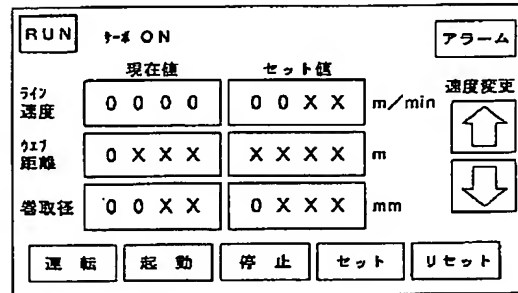 RUN サーボ ON アラーム
現在値 セット値
ライン速度 0000 00XX m/min 速度変更
ウエブ距離 0XXX XXXX m
巻取径 00XX 0XXX mm
運転 起動 停止 セット リセット